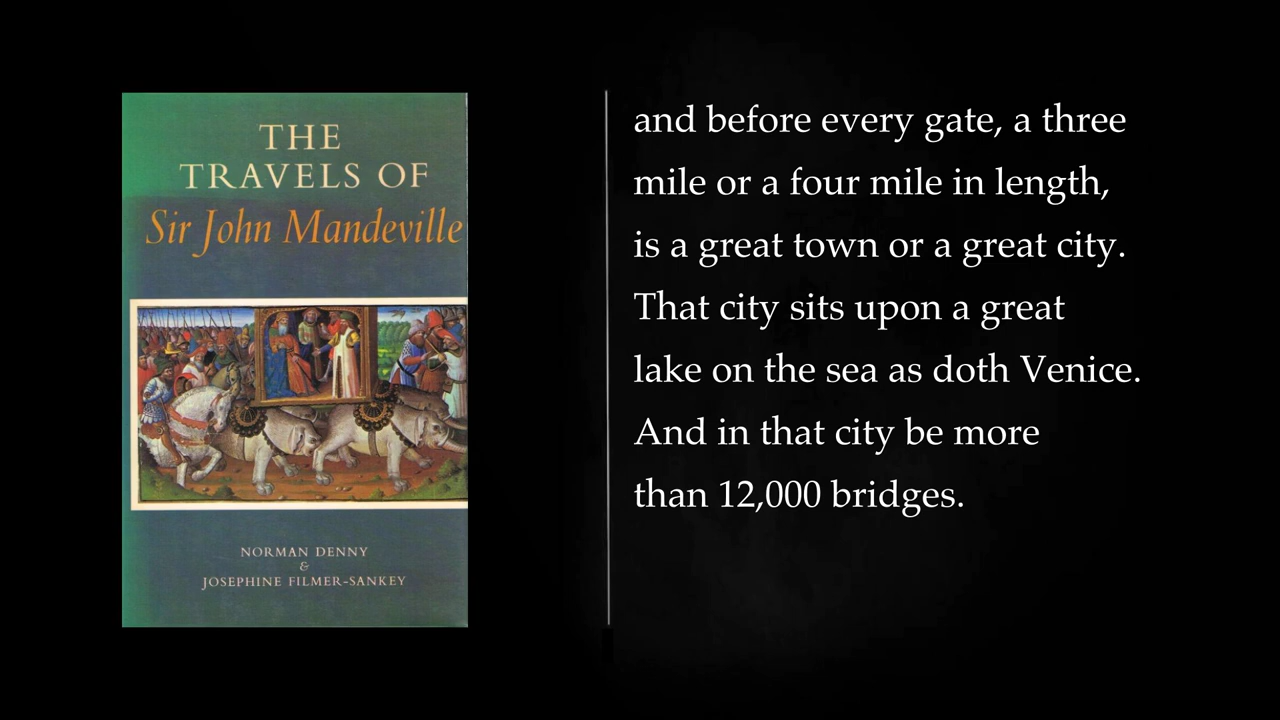 THE
TRAVELS OF
Sir John Mandeville
NORMAN DENNY
&
JOSEPHINE FILMER-SANKEY
and before every gate, a three
mile or a four mile in length,
is a great town or a great city.
That city sits upon a great
lake on the sea as doth Venice.
And in that city be more
than 12,000 bridges.